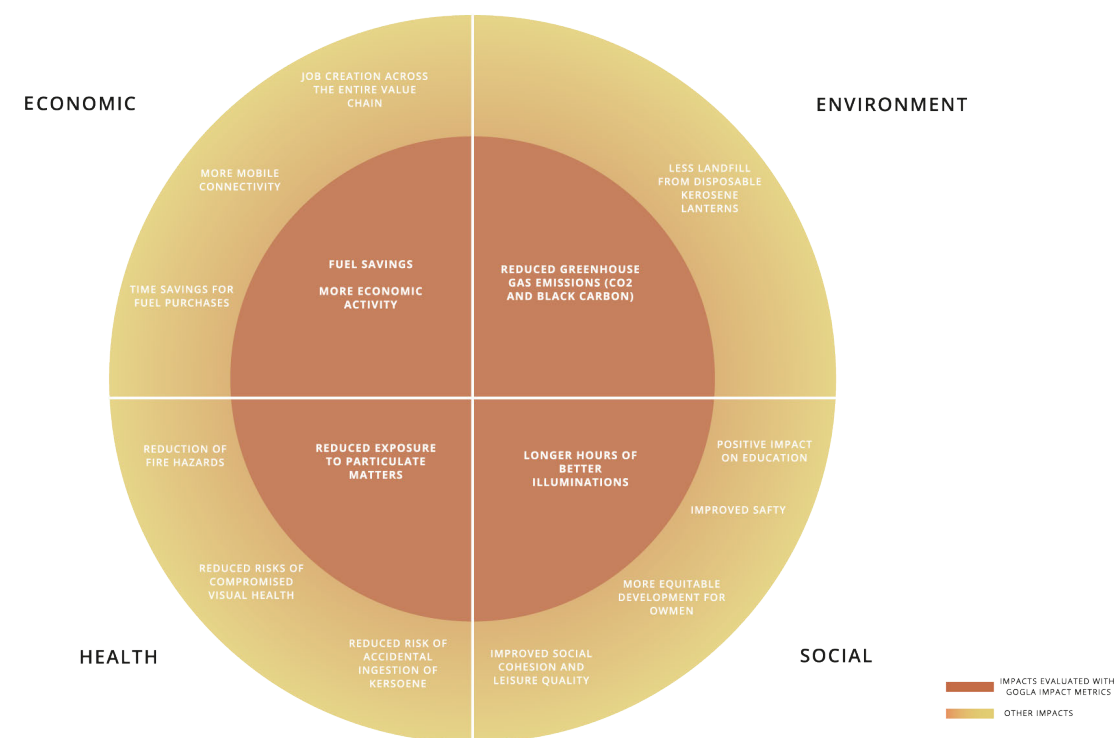 ECONOMIC
JOB CREATION ACROSS
THE ENTIRE VALUE
CHAIN
MORE MOBILE
CONNECTIVITY
TIME SAVINGS FOR
FUEL PURCHASES
FUEL SAVINGS
MORE ECONOMIC
ACTIVITY
ENVIRONMENT
LESS LANDFILL
FROM DISPOSABLE
KEROSENE
LANTERNS
REDUCED GREENHOUSE
GAS EMISSIONS (CO2
AND BLACK CARBON)
HEALTH
REDUCTION OF
FIRE HAZARDS
REDUCED EXPOSURE
TO PARTICULATE
MATTERS
REDUCED RISKS OF
COMPROMISED
VISUAL HEALTH
REDUCED RISK OF
ACCIDENTAL
INGESTION OF
KERSOENE
SOCIAL
LONGER HOURS OF
BETTER
ILLUMINATIONS
POSITIVE IMPACT
ON EDUCATION
IMPROVED SAFTY
MORE EQUITABLE
DEVELOPMENT FOR
OWMEN
IMPROVED SOCIAL
COHESION AND
LEISURE QUALITY
IMPACTS EVALUATED WITH
GOGLA IMPACT METRICS
OTHER IMPACTS